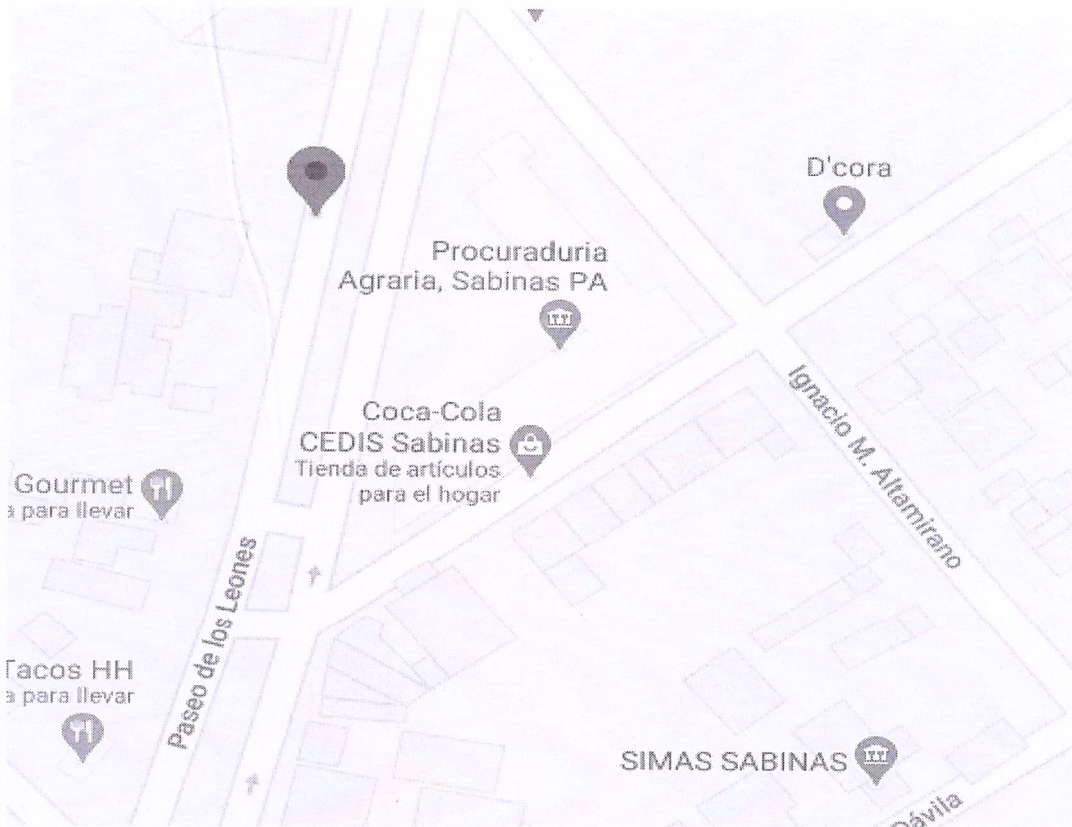 D'cora
Procuraduria
Agraria, Sabinas PA
Ignacio M. Altamirano
Coca-Cola
CEDIS Sabinas
Tienda de artículos
para el hogar
Gourmet
a para llevar
Paseo de los Leones
Tacos HH
a para llevar
SIMAS SABINAS
Dávila